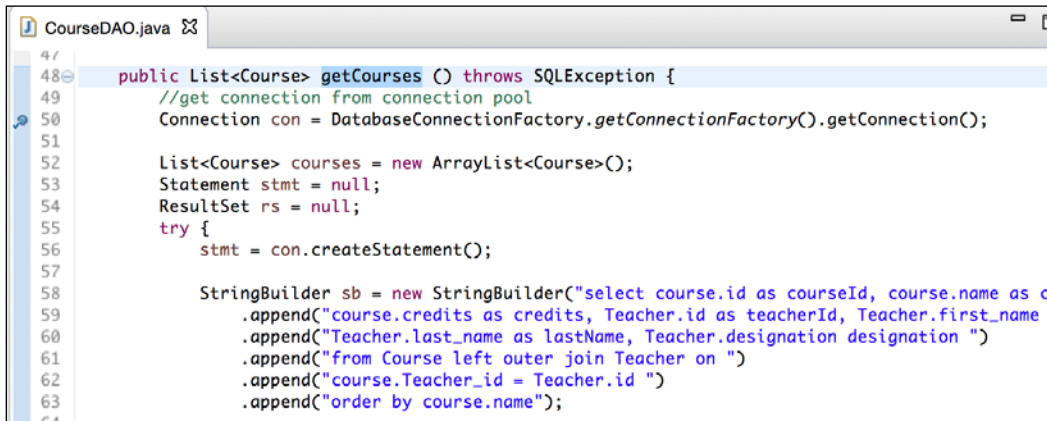 CourseDAO.java
47
48 public List<Course> getCourses () throws SQLException {
49 //get connection from connection pool
50 Connection con = DatabaseConnectionFactory.getConnectionFactory().getConnection();
51
52 List<Course> courses = new ArrayList<Course>();
53 Statement stmt = null;
54 ResultSet rs = null;
55 try {
56 stmt = con.createStatement();
57
58 StringBuilder sb = new StringBuilder("select course.id as courseId, course.name as c
59 .append("course.credits as credits, Teacher.id as teacherId, Teacher.first_name
60 .append("Teacher.last_name as lastName, Teacher.designation designation ")
61 .append("from Course left outer join Teacher on ")
62 .append("course.Teacher_id = Teacher.id ")
63 .append("order by course.name");